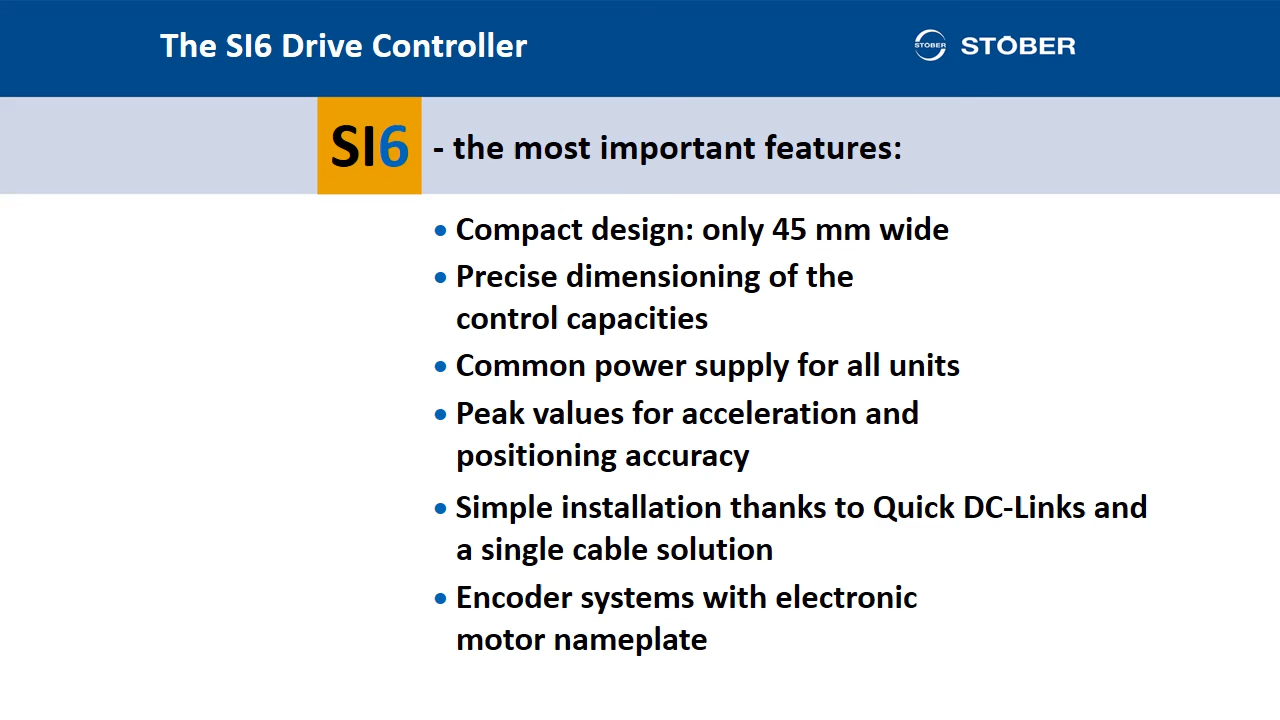 The SI6 Drive Controller
STÖBER STÖBER
SI6 - the most important features:
• Compact design: only 45 mm wide
• Precise dimensioning of the
control capacities
• Common power supply for all units
• Peak values for acceleration and
positioning accuracy
• Simple installation thanks to Quick DC-Links and
a single cable solution
• Encoder systems with electronic
motor nameplate